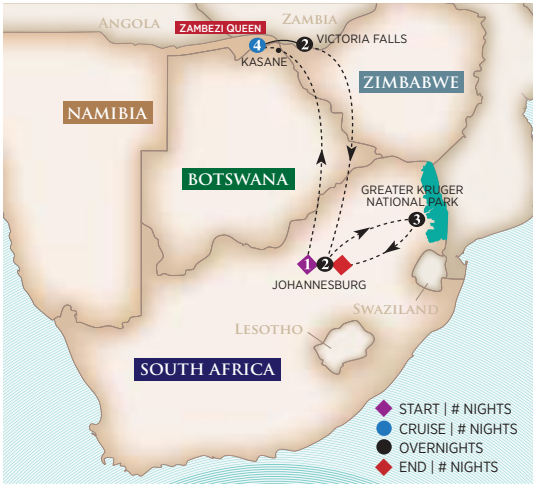 ANGOLA
ZAMBEZI QUEEN
ZAMBIA
4
2
VICTORIA FALLS
KASANE
ZIMBABWE
NAMIBIA
BOTSWANA
GREATER KRUGER
NATIONAL PARK
3
1
2
JOHANNESBURG
SWAZILAND
LESOTHO
SOUTH AFRICA
START | # NIGHTS
CRUISE | # NIGHTS
OVERNIGHTS
END | # NIGHTS